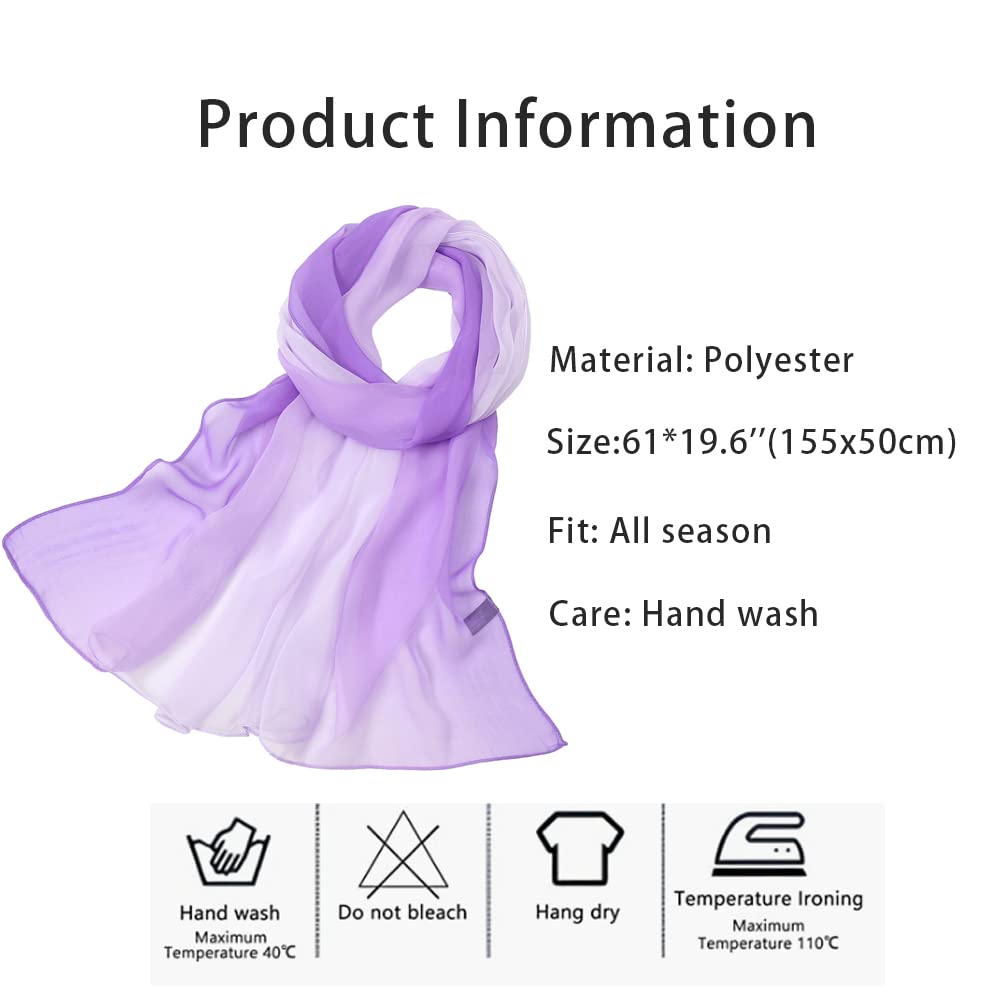 Product Information
Material: Polyester
Size:61*19.6’’(155x50cm)
Fit: All season
Care: Hand wash
Hand wash
Maximum
Temperature 40℃
Do not bleach
Hang dry
Temperature Ironing
Maximum
Temperature 110℃